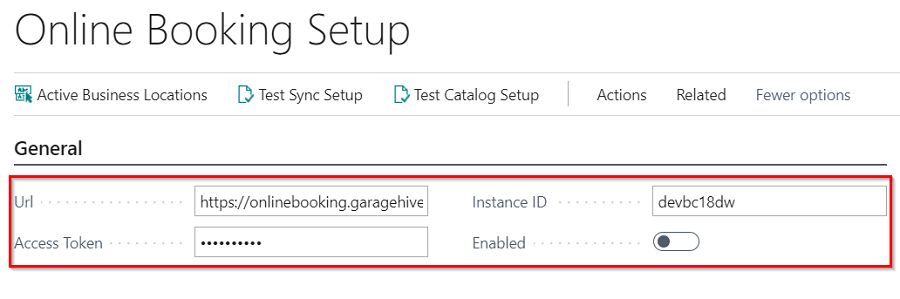 Online Booking Setup
Active Business Locations Test Sync Setup Test Catalog Setup Actions Related Fewer options
General
Url https://onlinebooking.garagehive Instance ID devbc18dw
Access Token •••••••••• Enabled